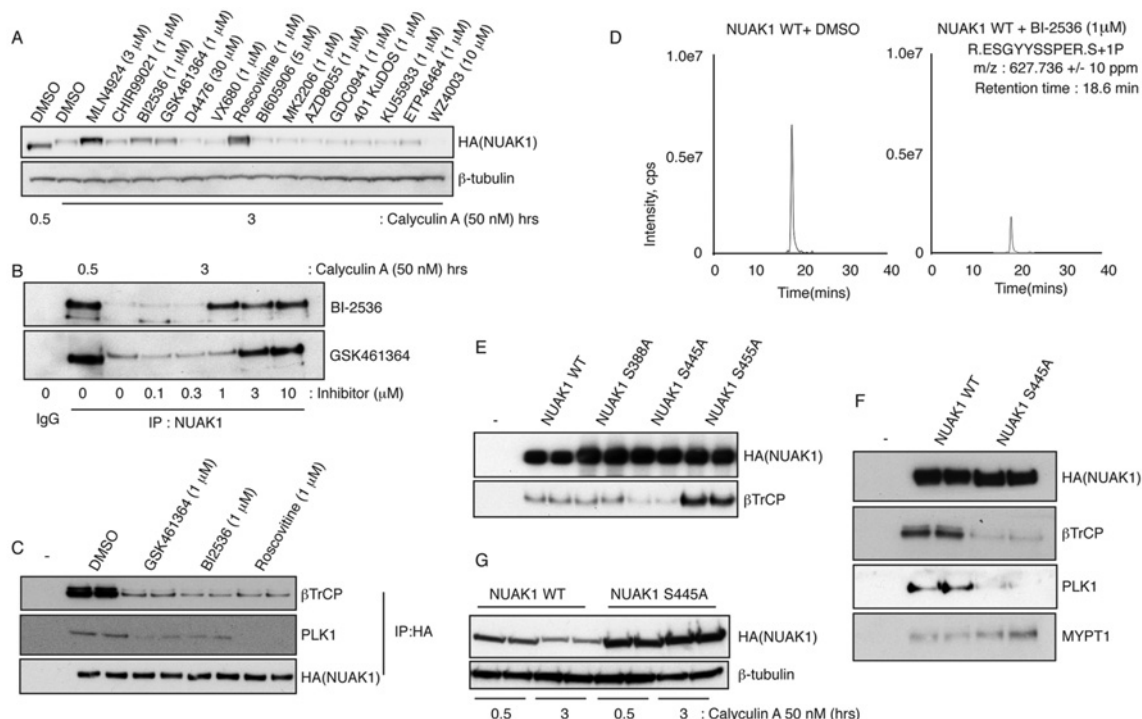 A
DMSO
DMSO
MLN4924 (3 μM)
CHIR99021 (1 μM)
BI2536 (1 μM)
GSK461364 (1 μM)
D4476 (30 μM)
VX680 (1 μM)
Roscovitine (1 μM)
BI605906 (5 μM)
MK2206 (1 μM)
AZD8055 (1 μM)
GDC0941 (1 μM)
401 KuDOS (1 μM)
KU55933 (1 μM)
ETP46464 (1 μM)
WZ4003 (10 μM)
HA(NUAK1)
β-tubulin
0.5 3 : Calyculin A (50 nM) hrs
B
0.5 3 : Calyculin A (50 nM) hrs
BI-2536
GSK461364
0 0 0 0.1 0.3 1 3 10 : Inhibitor (μM)
IgG IP : NUAK1
C
-
DMSO
GSK461364 (1 μM)
BI2536 (1 μM)
Roscovitine (1 μM)
βTrCP
PLK1
HA(NUAK1)
IP:HA
D
NUAK1 WT+ DMSO
NUAK1 WT + BI-2536 (1μM)
R.ESGYYSSPER.S+1P
m/z : 627.736 +/- 10 ppm
Retention time : 18.6 min
Intensity, cps
1.0e7
0.5e7
0
0 20 40
Time(mins)
1.0e7
0.5e7
0
0 10 20 30 40
Time(mins)
E
-
NUAK1 WT
NUAK1 S388A
NUAK1 S445A
NUAK1 S455A
HA(NUAK1)
βTrCP
F
-
NUAK1 WT
NUAK1 S445A
HA(NUAK1)
βTrCP
PLK1
MYPT1
G
NUAK1 WT NUAK1 S445A
HA(NUAK1)
β-tubulin
0.5 3 0.5 3 : Calyculin A 50 nM (hrs)